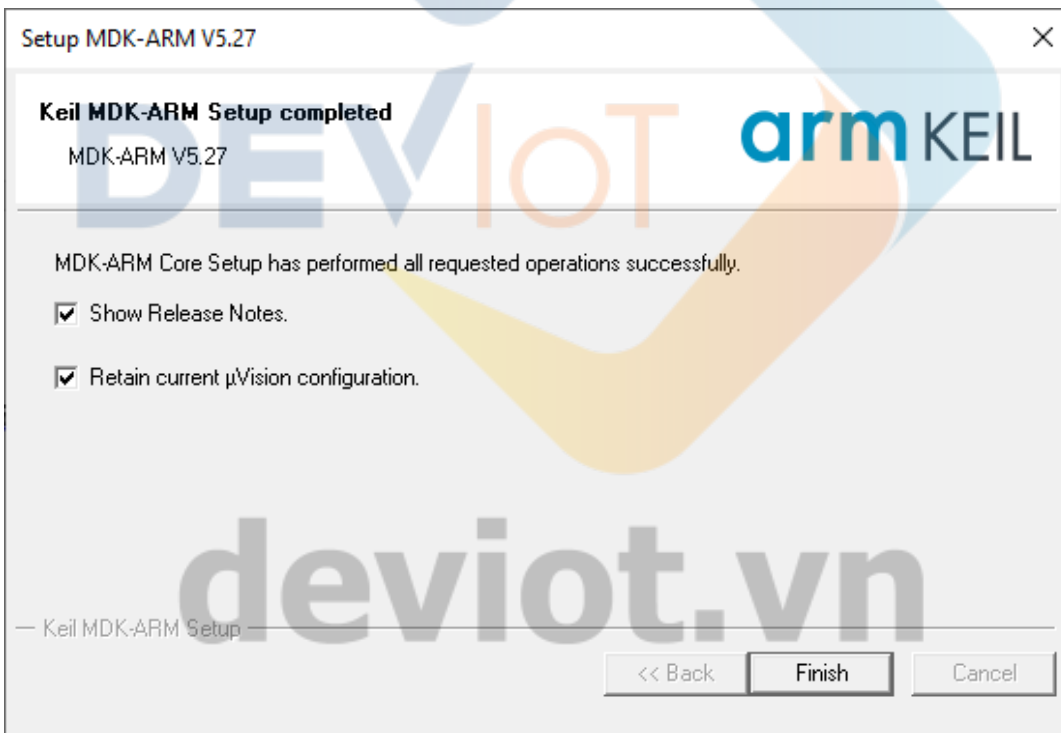 Setup MDK-ARM V5.27
Keil MDK-ARM Setup completed
MDK-ARM V5.27
arm KEIL
DEVIOT
MDK-ARM Core Setup has performed all requested operations successfully.
Show Release Notes.
Retain current µVision configuration.
deviot.vn
Keil MDK-ARM Setup
<< Back
Finish
Cancel